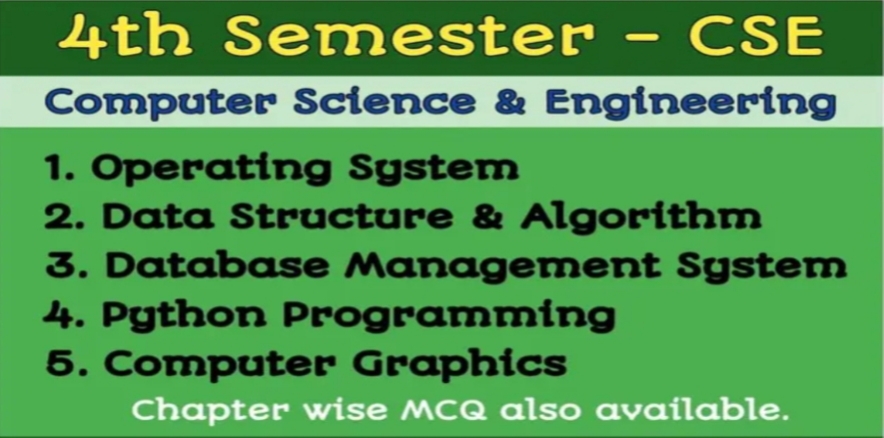 4th Semester - CSE
Computer Science & Engineering
1. Operating System
2. Data Structure & Algorithm
3. Database Management System
4. Python Programming
5. Computer Graphics
Chapter wise MCQ also available.